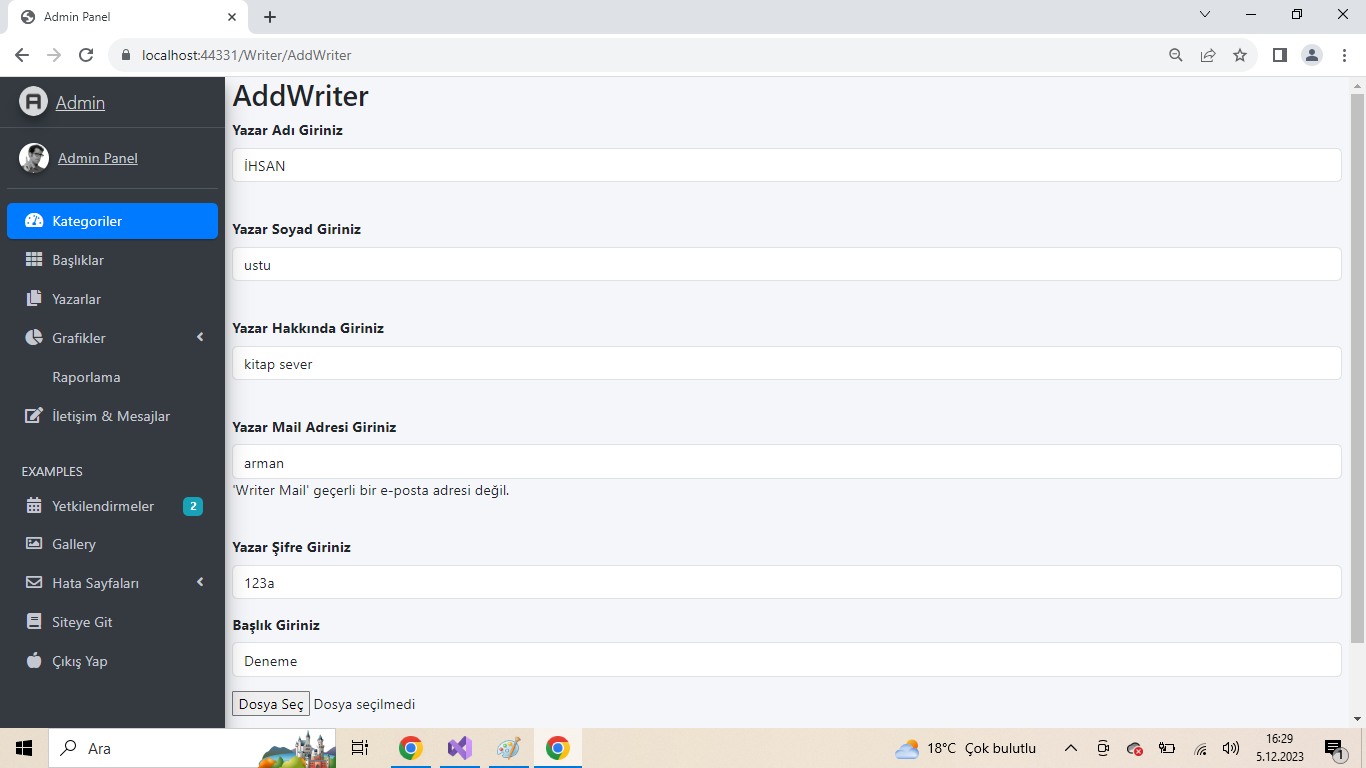 Admin Panel
localhost:44331/Writer/AddWriter
Admin
Admin Panel
Kategoriler
Başlıklar
Yazarlar
Grafikler
Raporlama
İletişim & Mesajlar
EXAMPLES
Yetkilendirmeler 2
Gallery
Hata Sayfaları
Siteye Git
Çıkış Yap
AddWriter
Yazar Adı Giriniz
İHSAN
Yazar Soyad Giriniz
ustu
Yazar Hakkında Giriniz
kitap sever
Yazar Mail Adresi Giriniz
arman
'Writer Mail' geçerli bir e-posta adresi değil.
Yazar Şifre Giriniz
123a
Başlık Giriniz
Deneme
Dosya Seç Dosya seçilmedi
Ara
18°C Çok bulutlu
16:29
5.12.2023
1